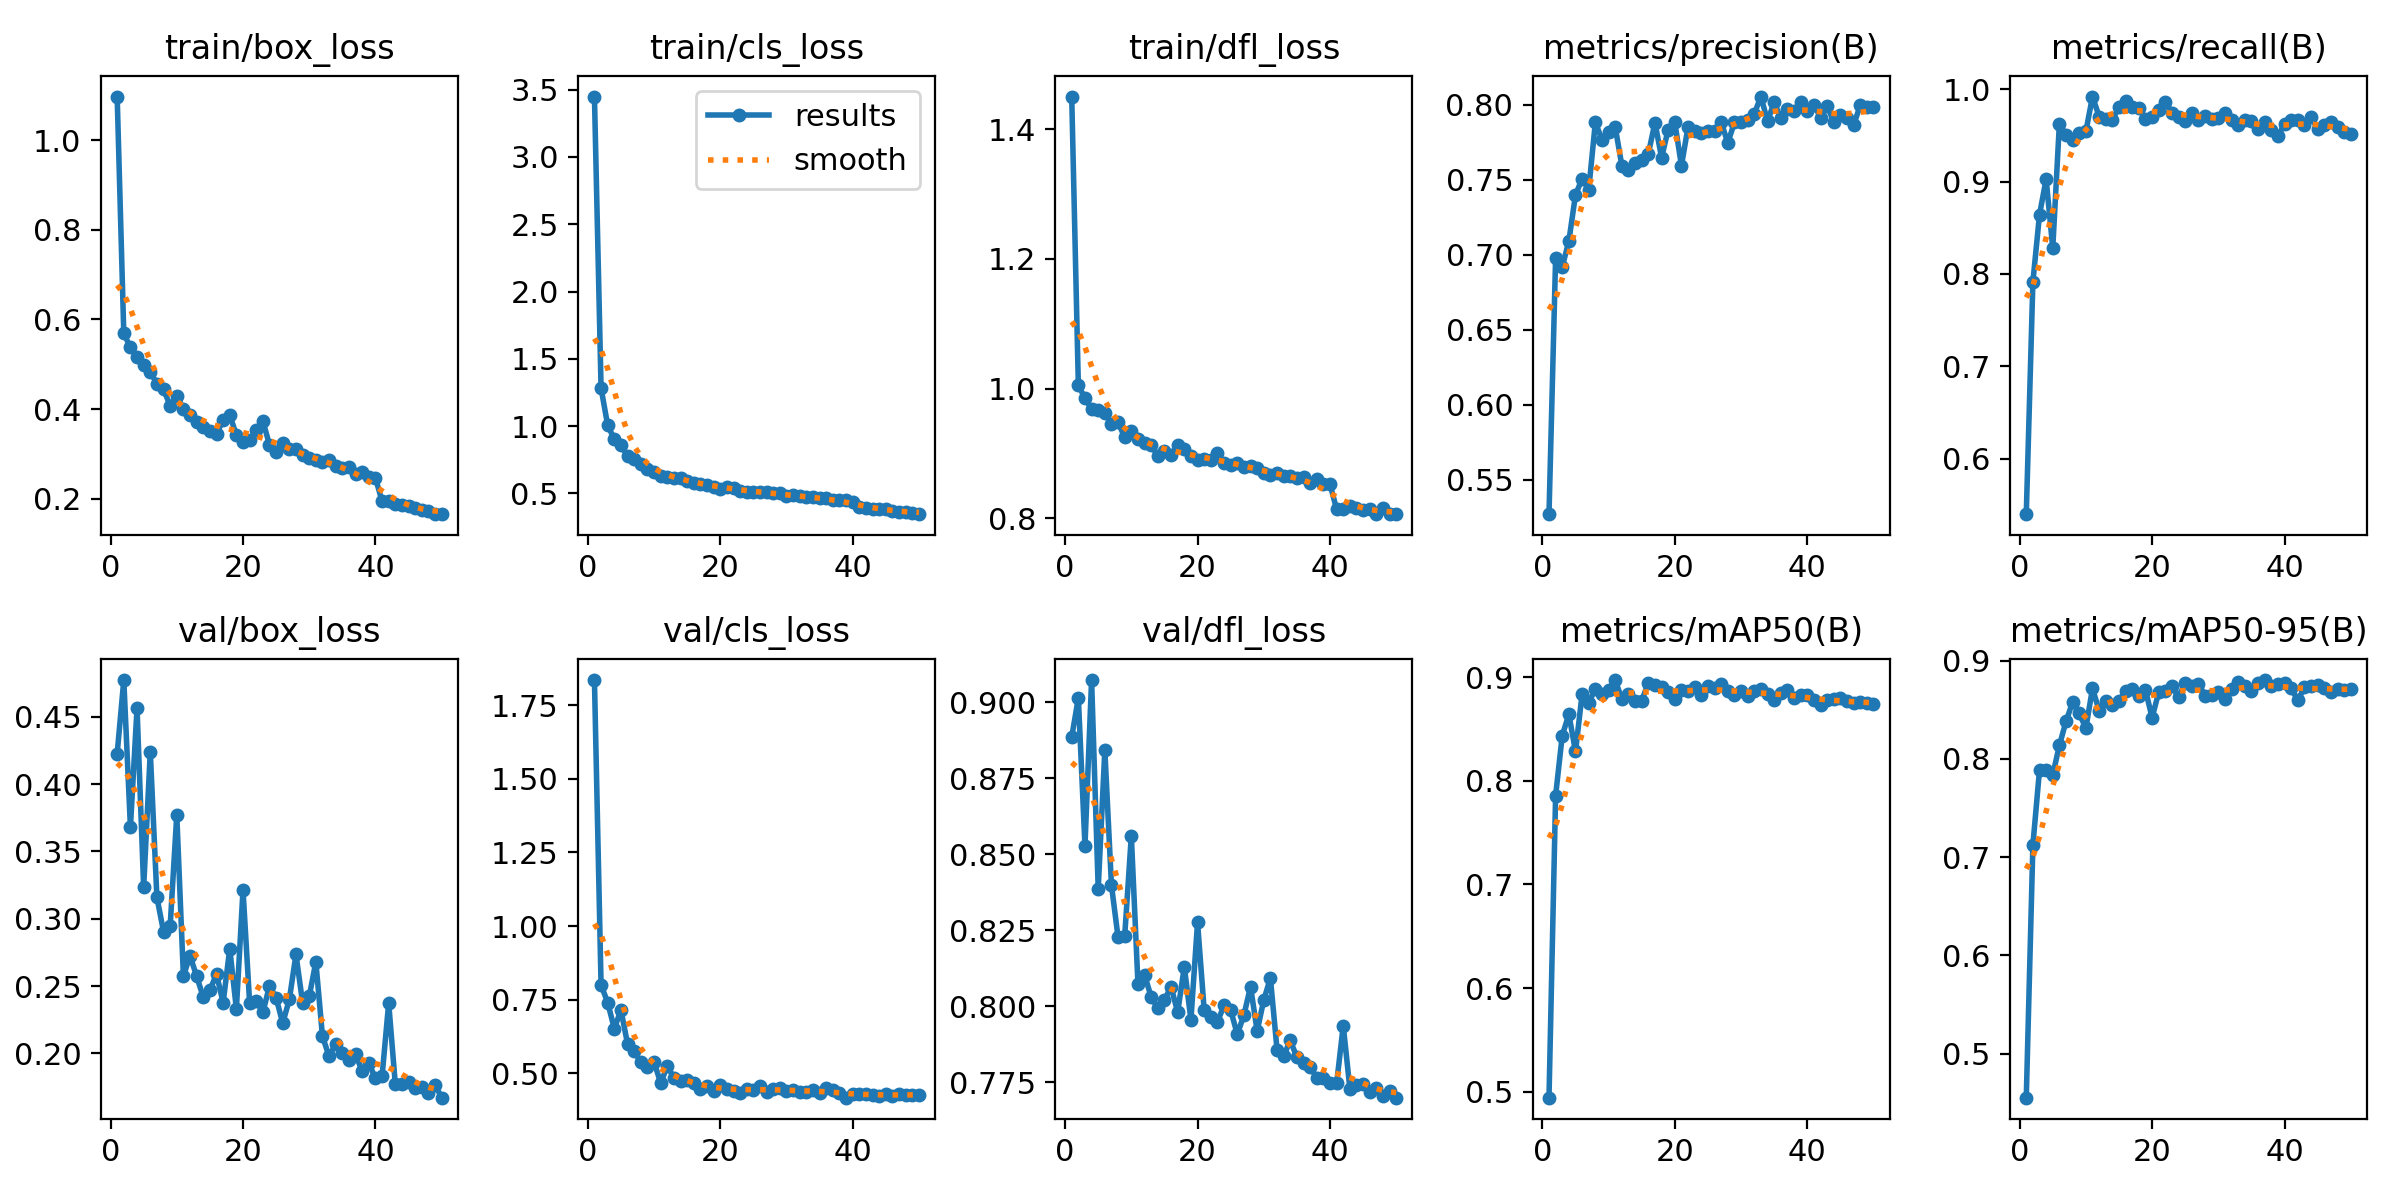 train/box_loss
1.0
0.8
0.6
0.4
0.2
0 20 40
train/cls_loss
3.5
3.0
2.5
2.0
1.5
1.0
0.5
0 20 40
results
smooth
train/dfl_loss
1.4
1.2
1.0
0.8
0 20 40
metrics/precision(B)
0.80
0.75
0.70
0.65
0.60
0.55
0 20 40
metrics/recall(B)
1.0
0.9
0.8
0.7
0.6
0 20 40
val/box_loss
0.45
0.40
0.35
0.30
0.25
0.20
0 20 40
val/cls_loss
1.75
1.50
1.25
1.00
0.75
0.50
0 20 40
val/dfl_loss
0.900
0.875
0.850
0.825
0.800
0.775
0 20 40
metrics/mAP50(B)
0.9
0.8
0.7
0.6
0.5
0 20 40
metrics/mAP50-95(B)
0.9
0.8
0.7
0.6
0.5
0 20 40